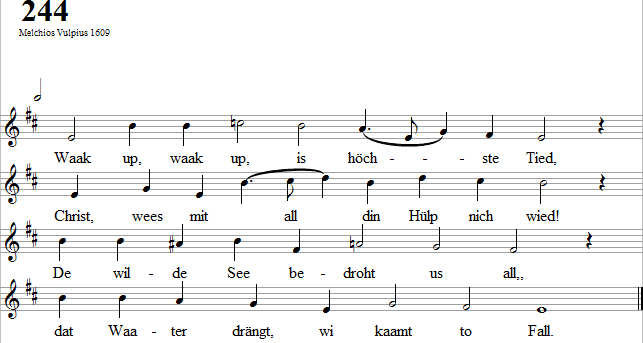 244
Melchios Vulpius 1609
Waak up, waak up, is höch - - - ste Tied,
Christ, wees mit all din Hülp nich wied!
De wil - de See be - droht us all,,
dat Waa - ter drängt, wi kaamt to Fall.